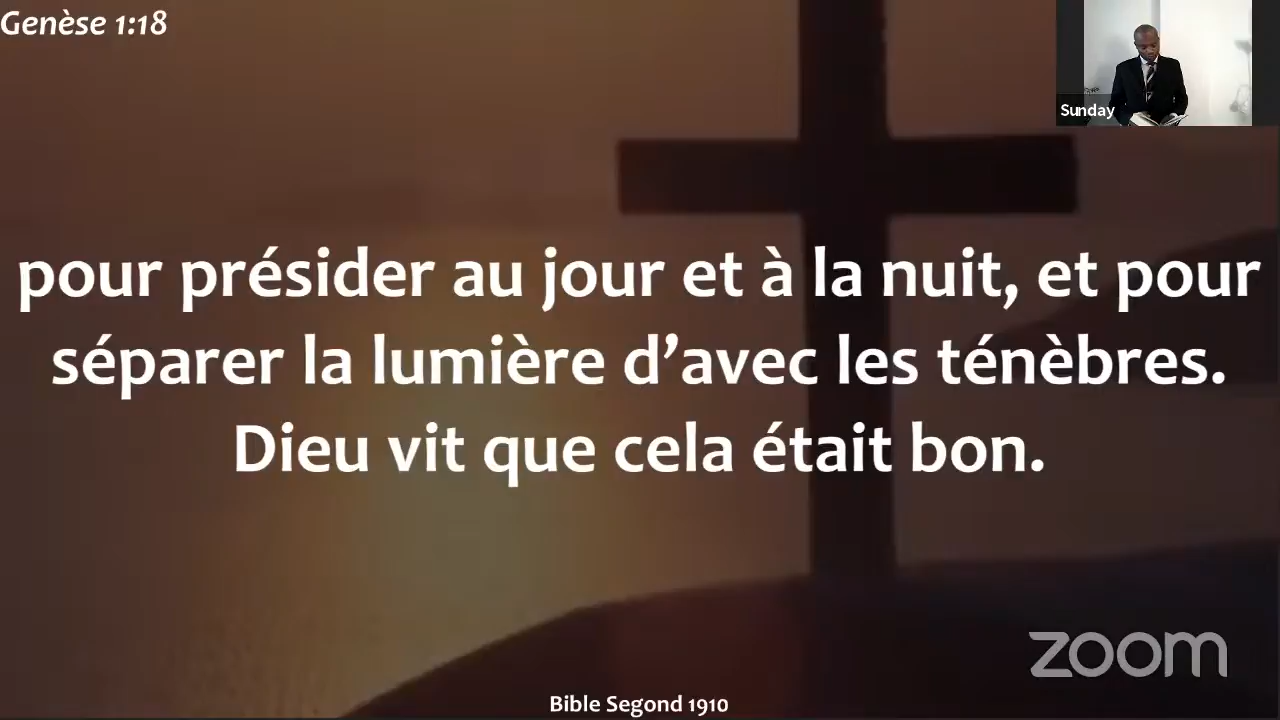 Genèse 1:18
Sunday
pour présider au jour et à la nuit, et pour
séparer la lumière d’avec les ténèbres.
Dieu vit que cela était bon.
zoom
Bible Segond 1910